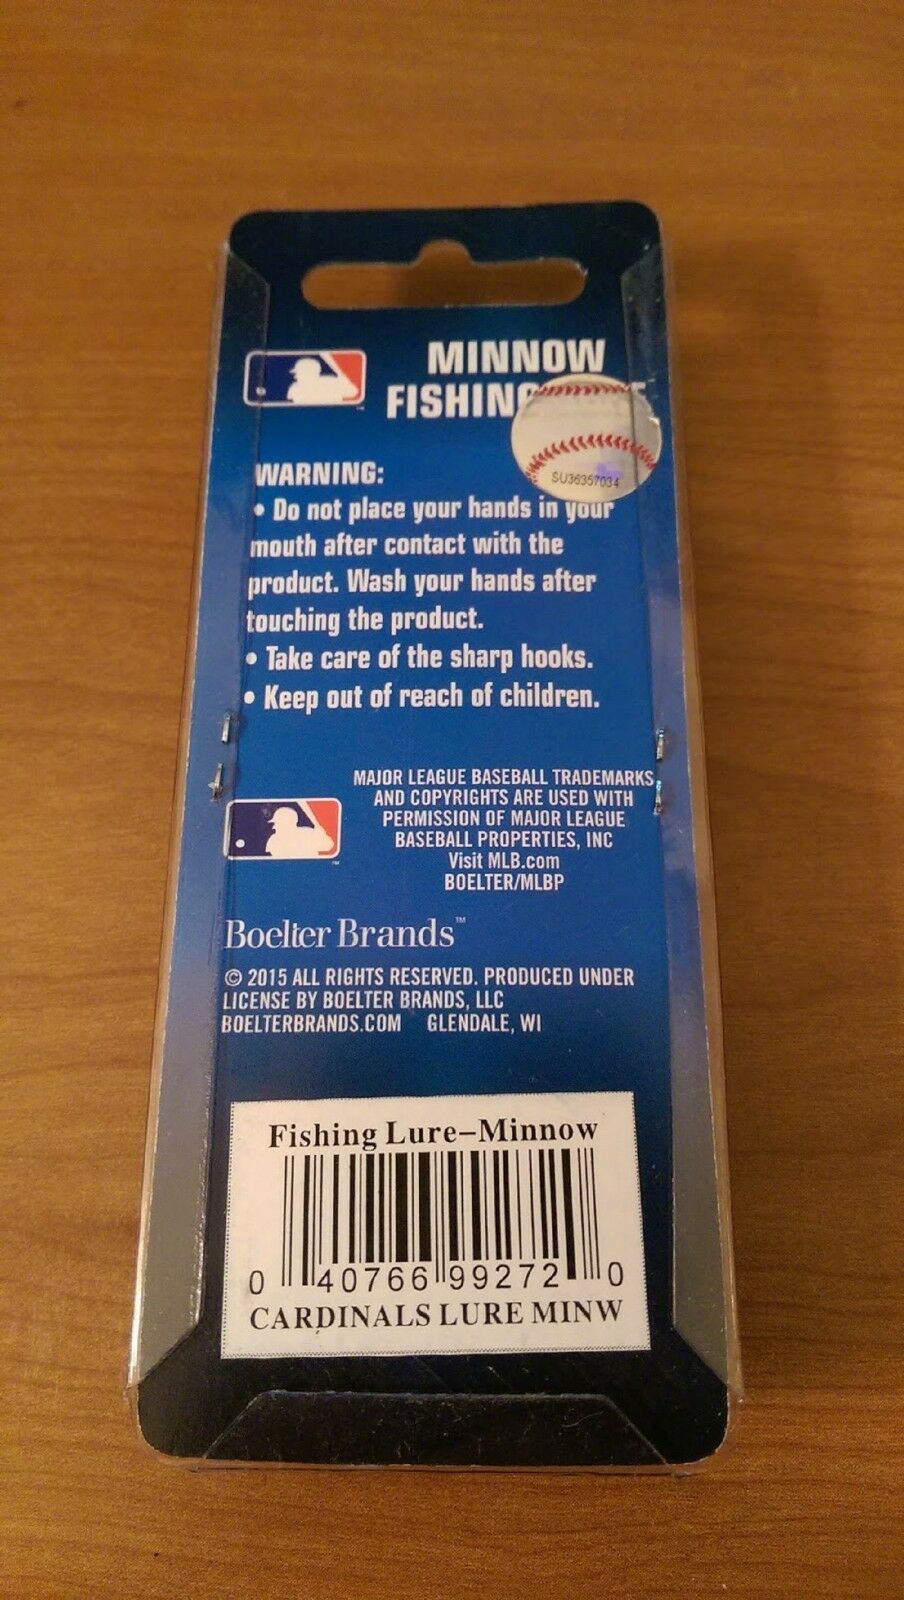 MINNOW
FISHING
SU36357034
WARNING:
• Do not place your hands in your
mouth after contact with the
product. Wash your hands after
touching the product.
• Take care of the sharp hooks.
• Keep out of reach of children.
MAJOR LEAGUE BASEBALL TRADEMARKS
AND COPYRIGHTS ARE USED WITH
PERMISSION OF MAJOR LEAGUE
BASEBALL PROPERTIES, INC
Visit MLB.com
BOELTER/MLBP
Boelter Brands™
© 2015 ALL RIGHTS RESERVED. PRODUCED UNDER
LICENSE BY BOELTER BRANDS, LLC
BOELTERBRANDS.COM GLENDALE, WI
Fishing Lure-Minnow
0 40766 99272 0
CARDINALS LURE MINW